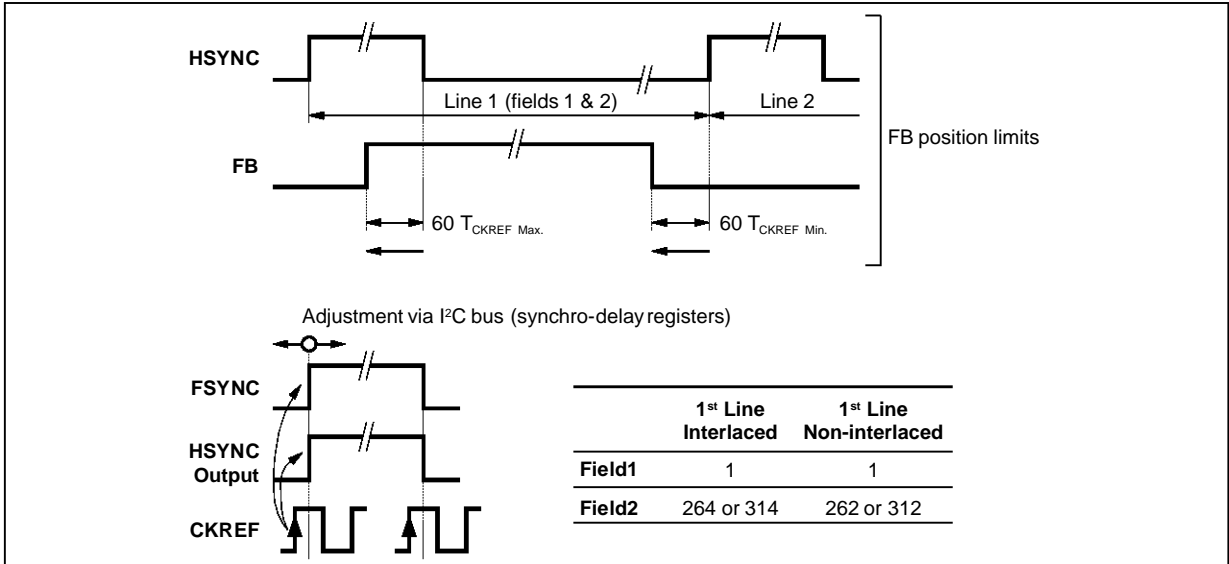 HSYNC
Line 1 (fields 1 & 2)
Line 2
FB position limits
FB
60 TCKREF Max.
60 TCKREF Min.
Adjustment via I²C bus (synchro-delay registers)
FSYNC
HSYNC
Output
CKREF
1st Line
Interlaced
1st Line
Non-interlaced
Field1 1 1
Field2 264 or 314 262 or 312